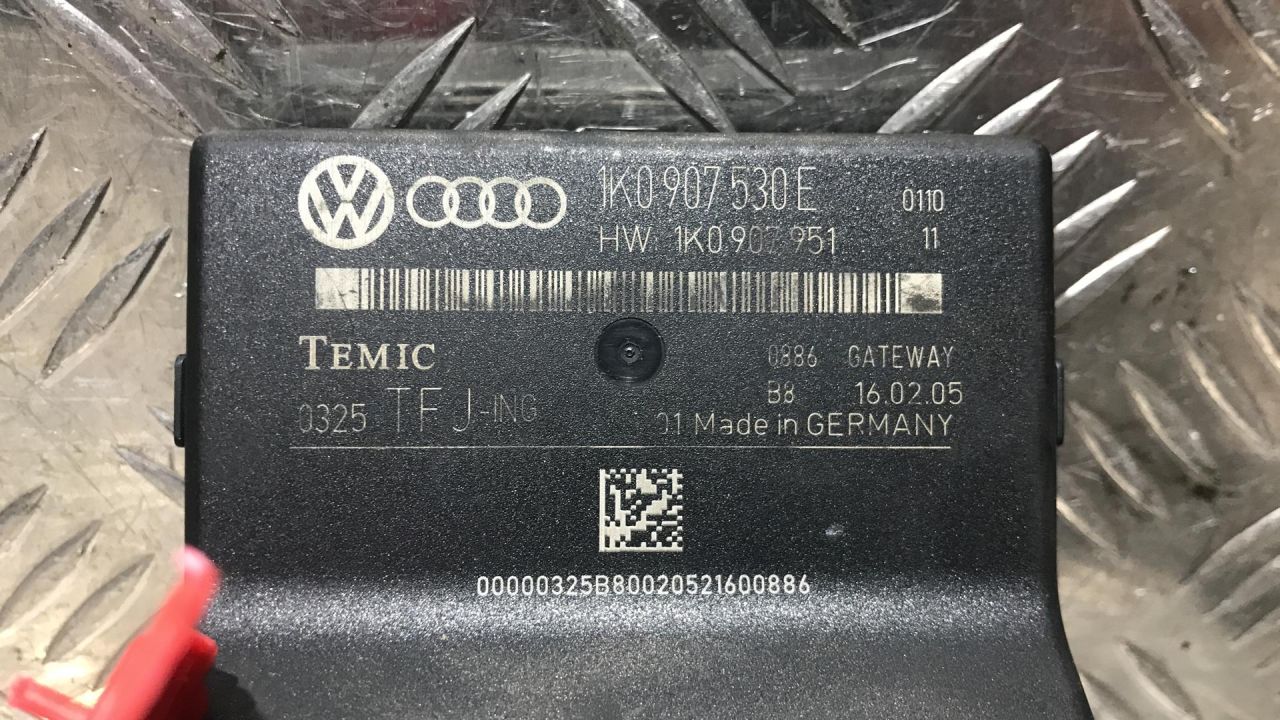 1K0 907 530 E 0110
HW 1K0 907 951 11
TEMIC
0886 GATEWAY
B8 16.02.05
0325 TFJ-ING
01 Made in GERMANY
00000325B80020521600886